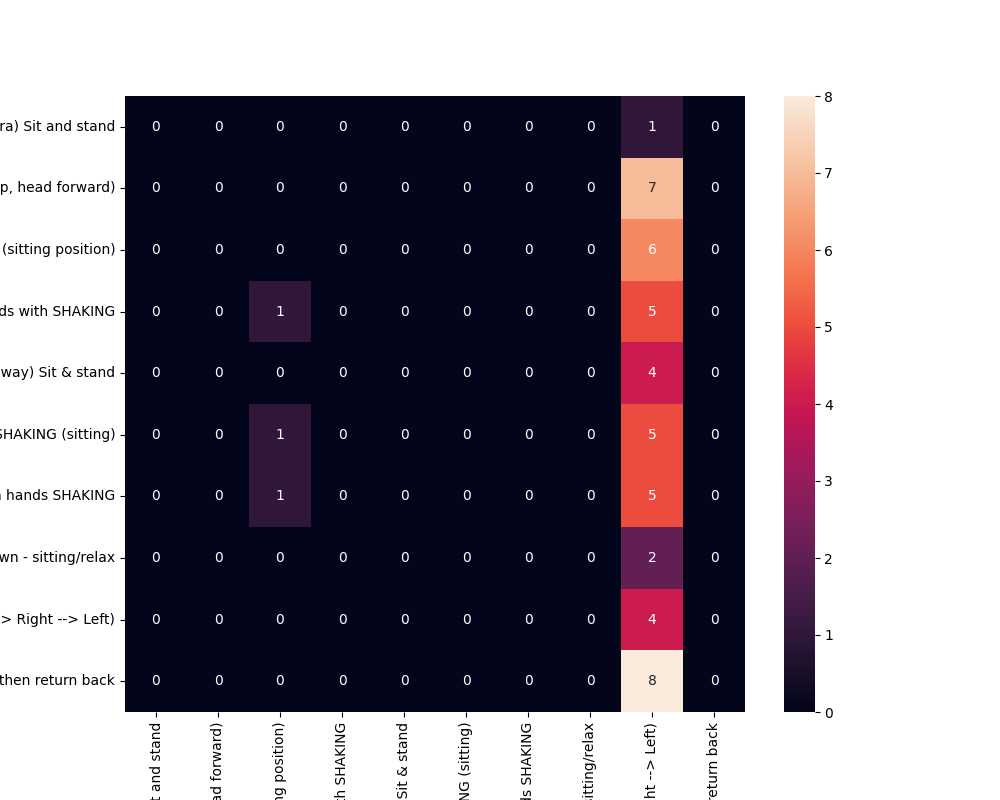 ra) Sit and stand 0 0 0 0 0 0 0 0 1 0
p, head forward) 0 0 0 0 0 0 0 0 7 0
(sitting position) 0 0 0 0 0 0 0 0 6 0
ds with SHAKING 0 0 1 0 0 0 0 0 5 0
way) Sit & stand 0 0 0 0 0 0 0 0 4 0
SHAKING (sitting) 0 0 1 0 0 0 0 0 5 0
hands SHAKING 0 0 1 0 0 0 0 0 5 0
wn - sitting/relax 0 0 0 0 0 0 0 0 2 0
> Right --> Left) 0 0 0 0 0 0 0 0 4 0
then return back 0 0 0 0 0 0 0 0 8 0
t and stand
ad forward)
ng position)
th SHAKING
Sit & stand
NG (sitting)
ds SHAKING
sitting/relax
ht --> Left)
return back
8
7
6
5
4
3
2
1
0